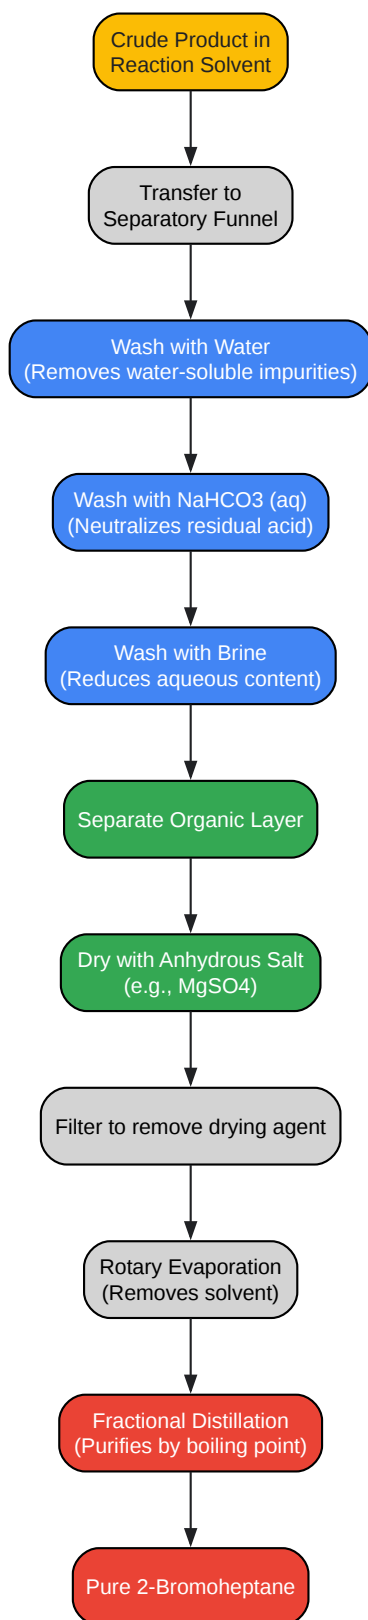 Crude Product in
Reaction Solvent
Transfer to
Separatory Funnel
Wash with Water
(Removes water-soluble impurities)
Wash with NaHCO3 (aq)
(Neutralizes residual acid)
Wash with Brine
(Reduces aqueous content)
Separate Organic Layer
Dry with Anhydrous Salt
(e.g., MgSO4)
Filter to remove drying agent
Rotary Evaporation
(Removes solvent)
Fractional Distillation
(Purifies by boiling point)
Pure 2-Bromoheptane